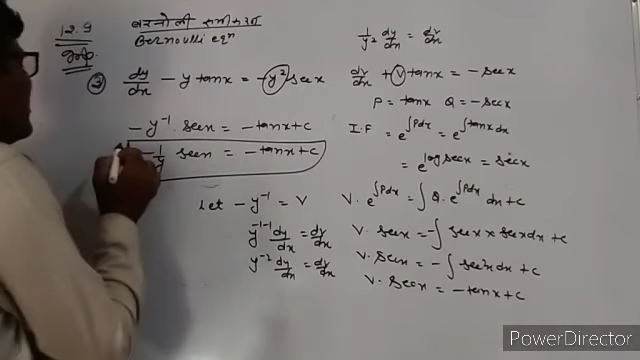 12.9
Imp.
बरनोली समीकरण
Bernoulli eqn
③ dy/dx − y tanx = −y² secx
− y⁻¹ . secx = − tanx + c
− 1/y secx = − tanx + c
Let − y⁻¹ = v
y⁻¹⁻¹ dy/dx = dv/dx
y⁻² dy/dx = dv/dx
1/y² dy/dx = dv/dx
dv/dx + v tanx = − secx
P = tanx Q = − secx
I.F = e^∫Pdx = e^∫tanx dx
= e^log secx = secx
v. e^∫Pdx = ∫ Q. e^∫Pdx dx + c
v. secx = −∫ secx × secx dx + c
v. secx = − ∫ sec²x dx + c
v. secx = − tanx + c
PowerDirector